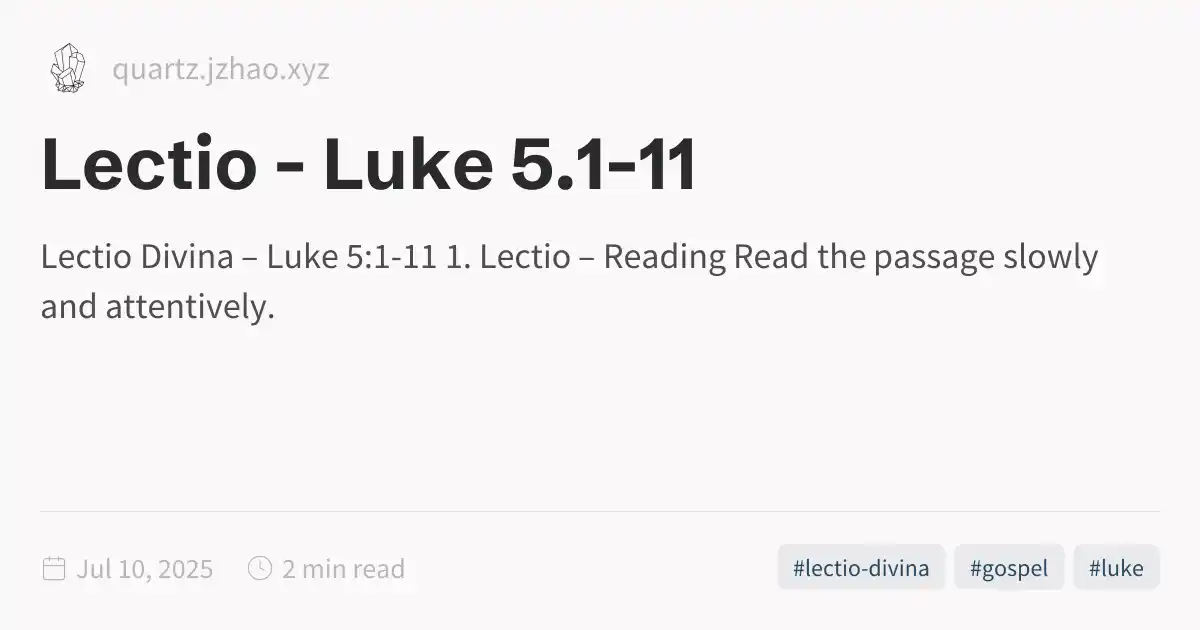 quartz.jzhao.xyz
Lectio - Luke 5.1-11
Lectio Divina – Luke 5:1-11 1. Lectio – Reading Read the passage slowly
and attentively.
Jul 10, 2025 2 min read #lectio-divina #gospel #luke